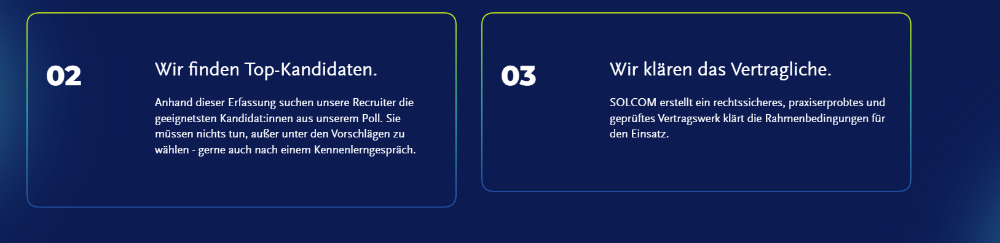 02
Wir finden Top-Kandidaten.
Anhand dieser Erfassung suchen unsere Recruiter die
geeignetsten Kandidat:innen aus unserem Poll. Sie
müssen nichts tun, außer unter den Vorschlägen zu
wählen - gerne auch nach einem Kennenlerngespräch.
03
Wir klären das Vertragliche.
SOLCOM erstellt ein rechtssicheres, praxiserprobtes und
geprüftes Vertragswerk klärt die Rahmenbedingungen für
den Einsatz.